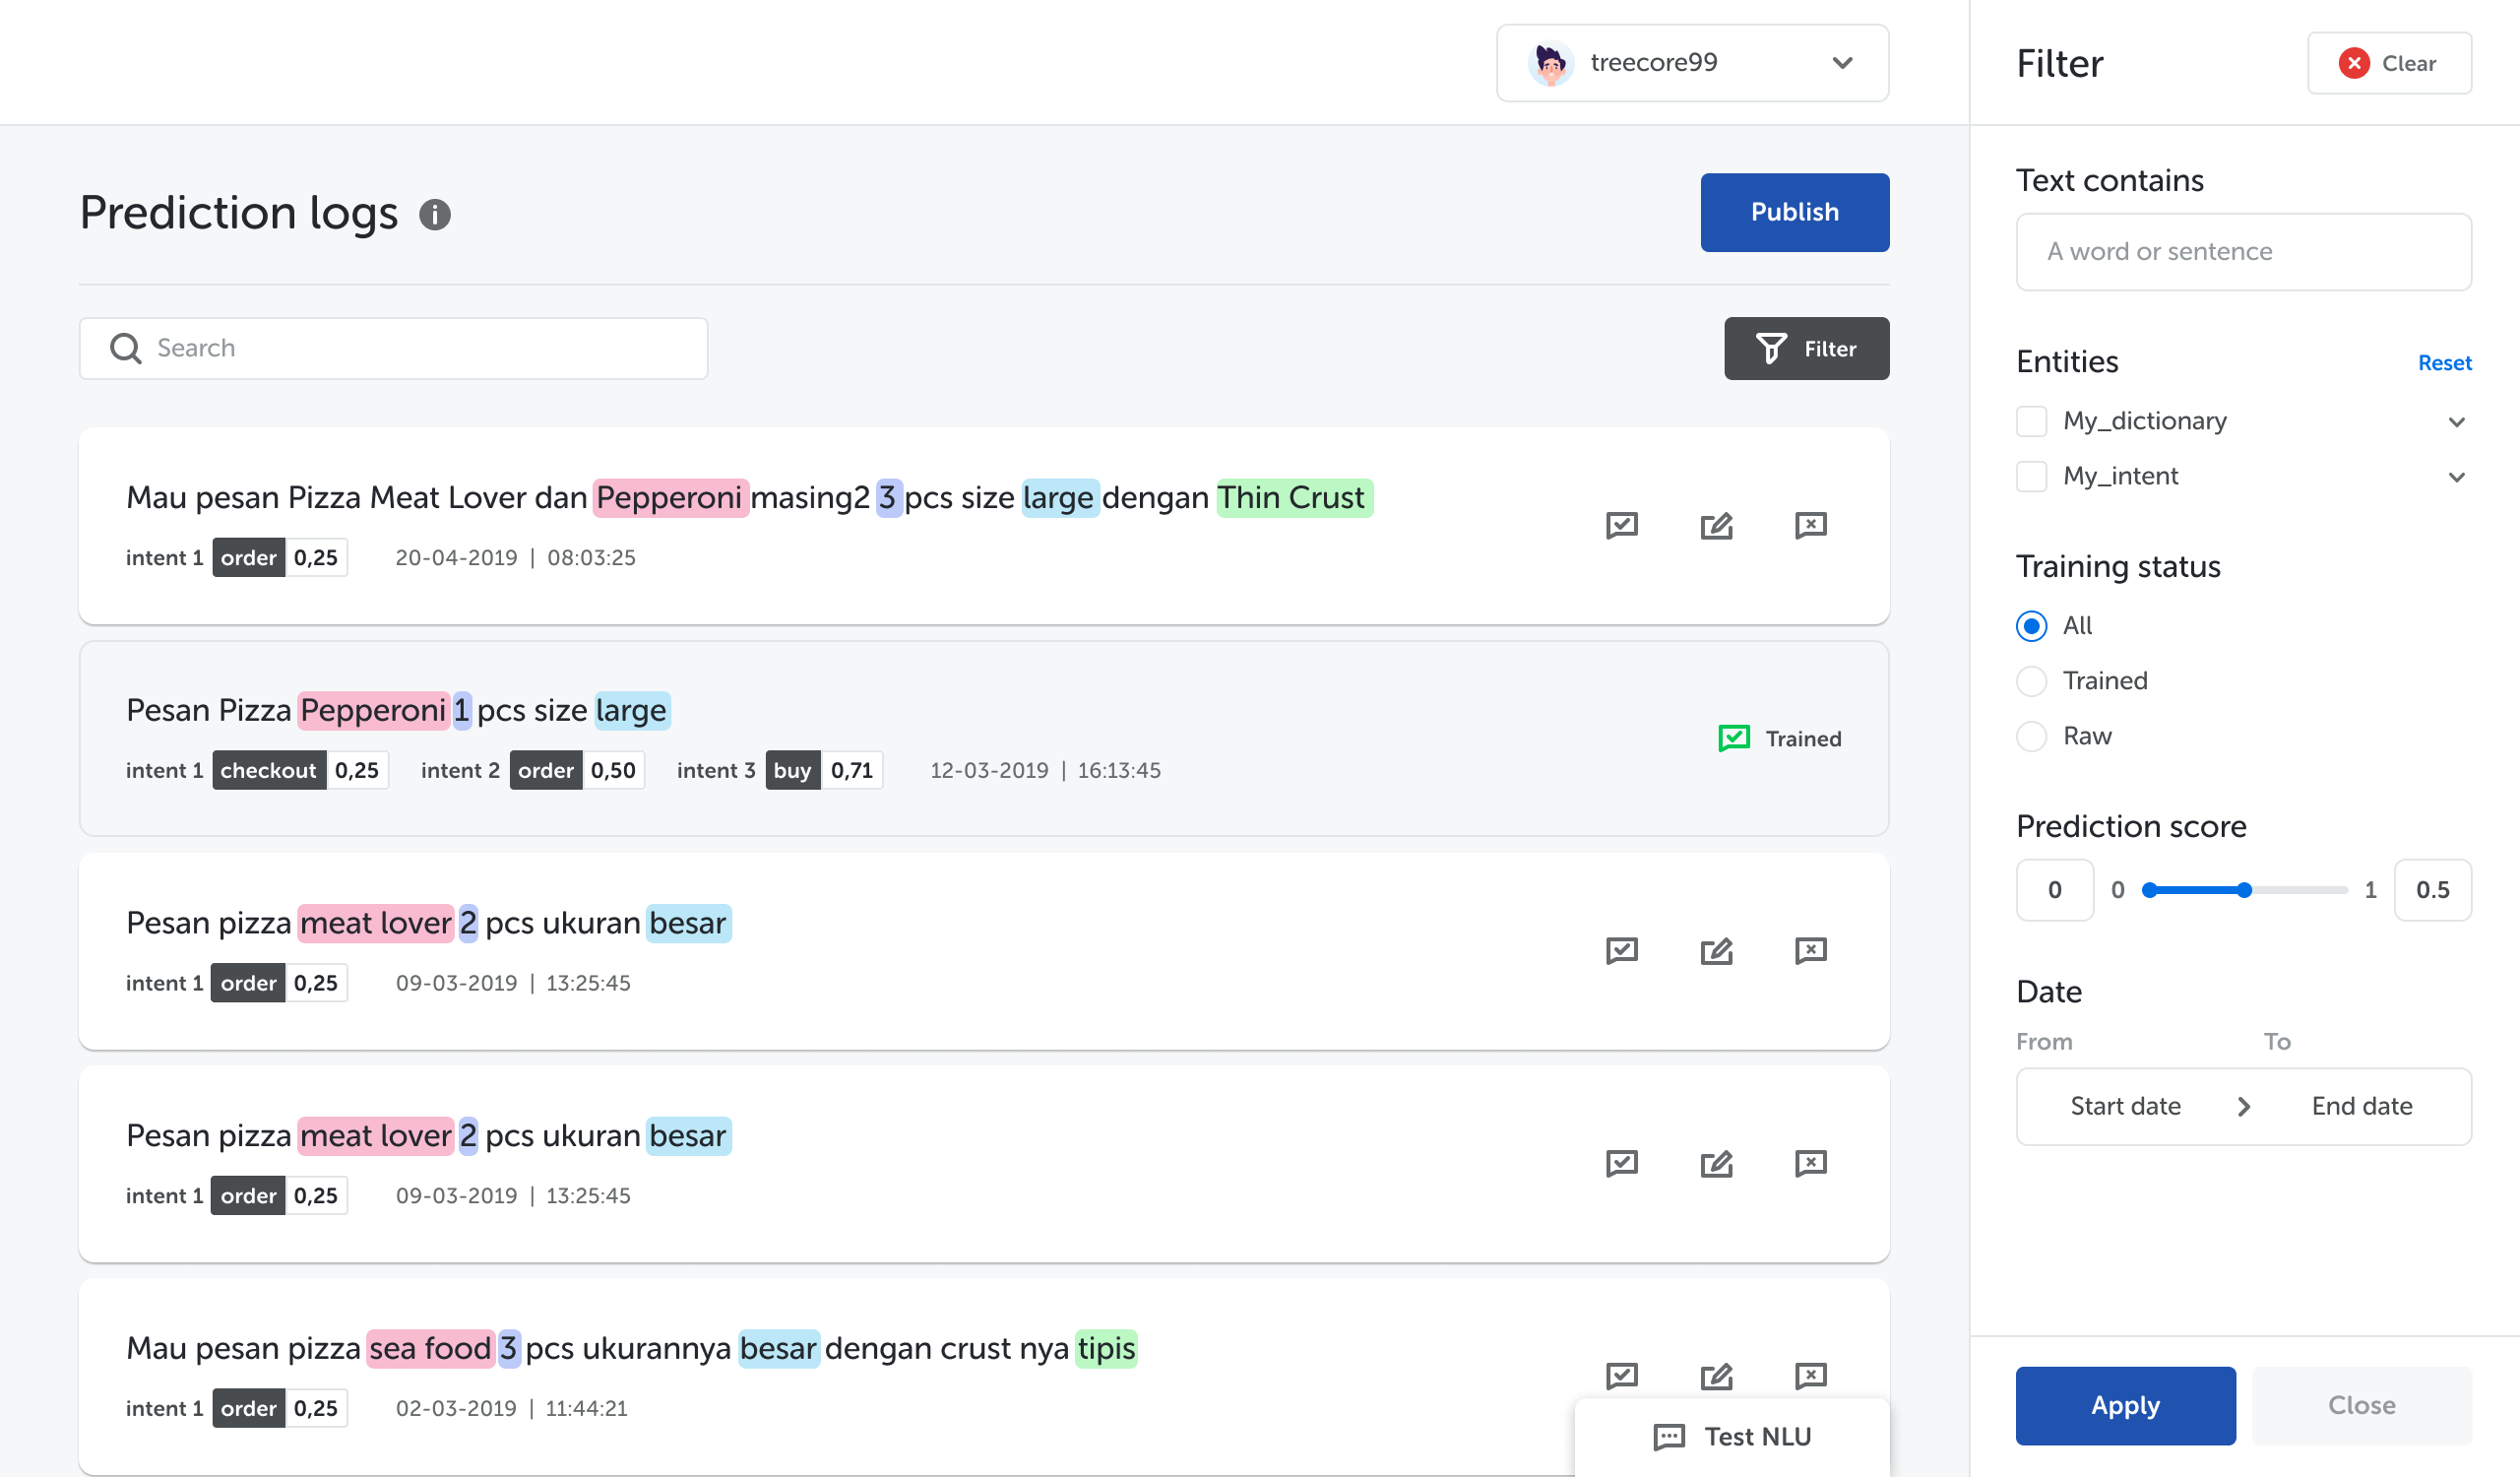 treecore99
Prediction logs
Publish
Search
Filter
Mau pesan Pizza Meat Lover dan Pepperoni masing2 3 pcs size large dengan Thin Crust
intent 1 order 0,25 20-04-2019 | 08:03:25
Pesan Pizza Pepperoni 1 pcs size large
intent 1 checkout 0,25 intent 2 order 0,50 intent 3 buy 0,71 12-03-2019 | 16:13:45
Trained
Pesan pizza meat lover 2 pcs ukuran besar
intent 1 order 0,25 09-03-2019 | 13:25:45
Pesan pizza meat lover 2 pcs ukuran besar
intent 1 order 0,25 09-03-2019 | 13:25:45
Mau pesan pizza sea food 3 pcs ukurannya besar dengan crust nya tipis
intent 1 order 0,25 02-03-2019 | 11:44:21
Test NLU
Filter
Clear
Text contains
A word or sentence
Entities
Reset
My_dictionary
My_intent
Training status
All
Trained
Raw
Prediction score
0 0 1 0.5
Date
From To
Start date End date
Apply Close